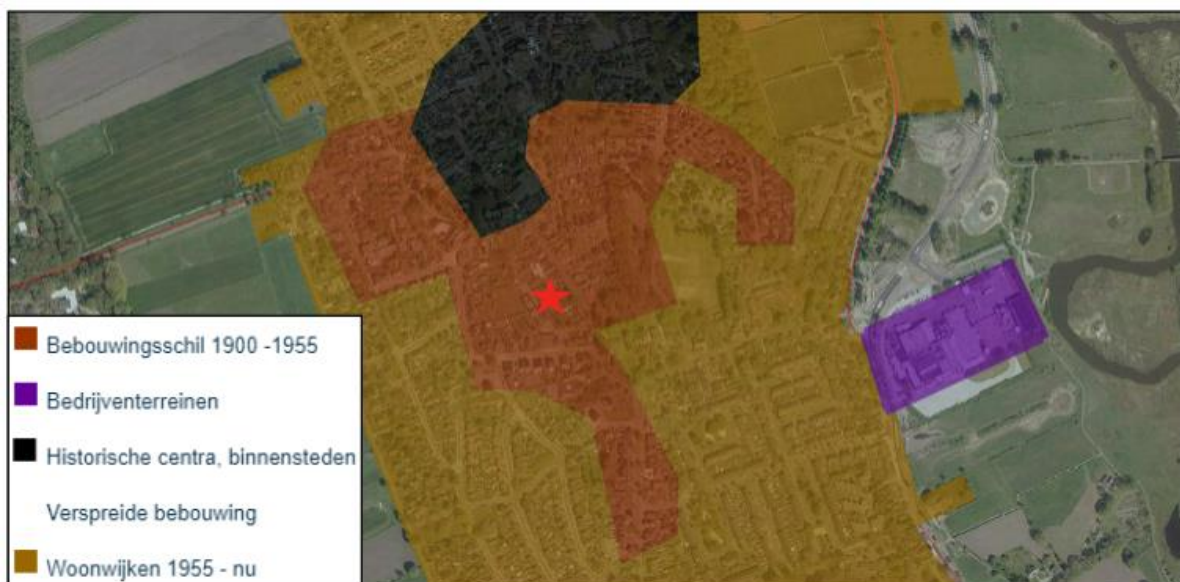 Bebouwingsschil 1900 -1955
Bedrijventerreinen
Historische centra, binnensteden
Verspreide bebouwing
Woonwijken 1955 - nu